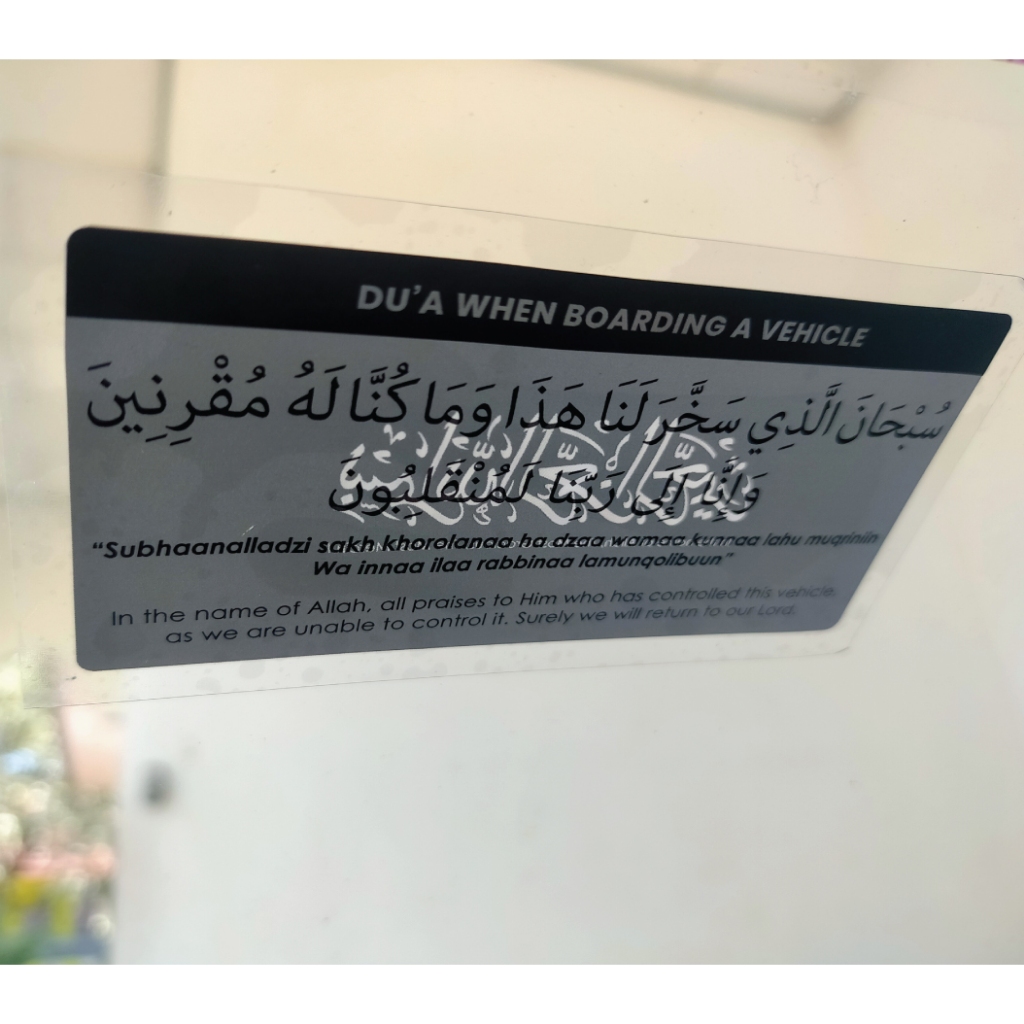 DU'A WHEN BOARDING A VEHICLE
سُبْحَانَ الَّذِي سَخَّرَ لَنَا هَذَا وَمَا كُنَّا لَهُ مُقْرِنِينَ
وَإِنَّا إِلَى رَبِّنَا لَمُنْقَلِبُونَ
“Subhaanalladzi sakh khorolanaa ha dzaa wamaa kunnaa lahu muqriniin
Wa innaa ilaa rabbinaa lamunqolibuun”
In the name of Allah, all praises to Him who has controlled this vehicle,
as we are unable to control it. Surely we will return to our Lord.